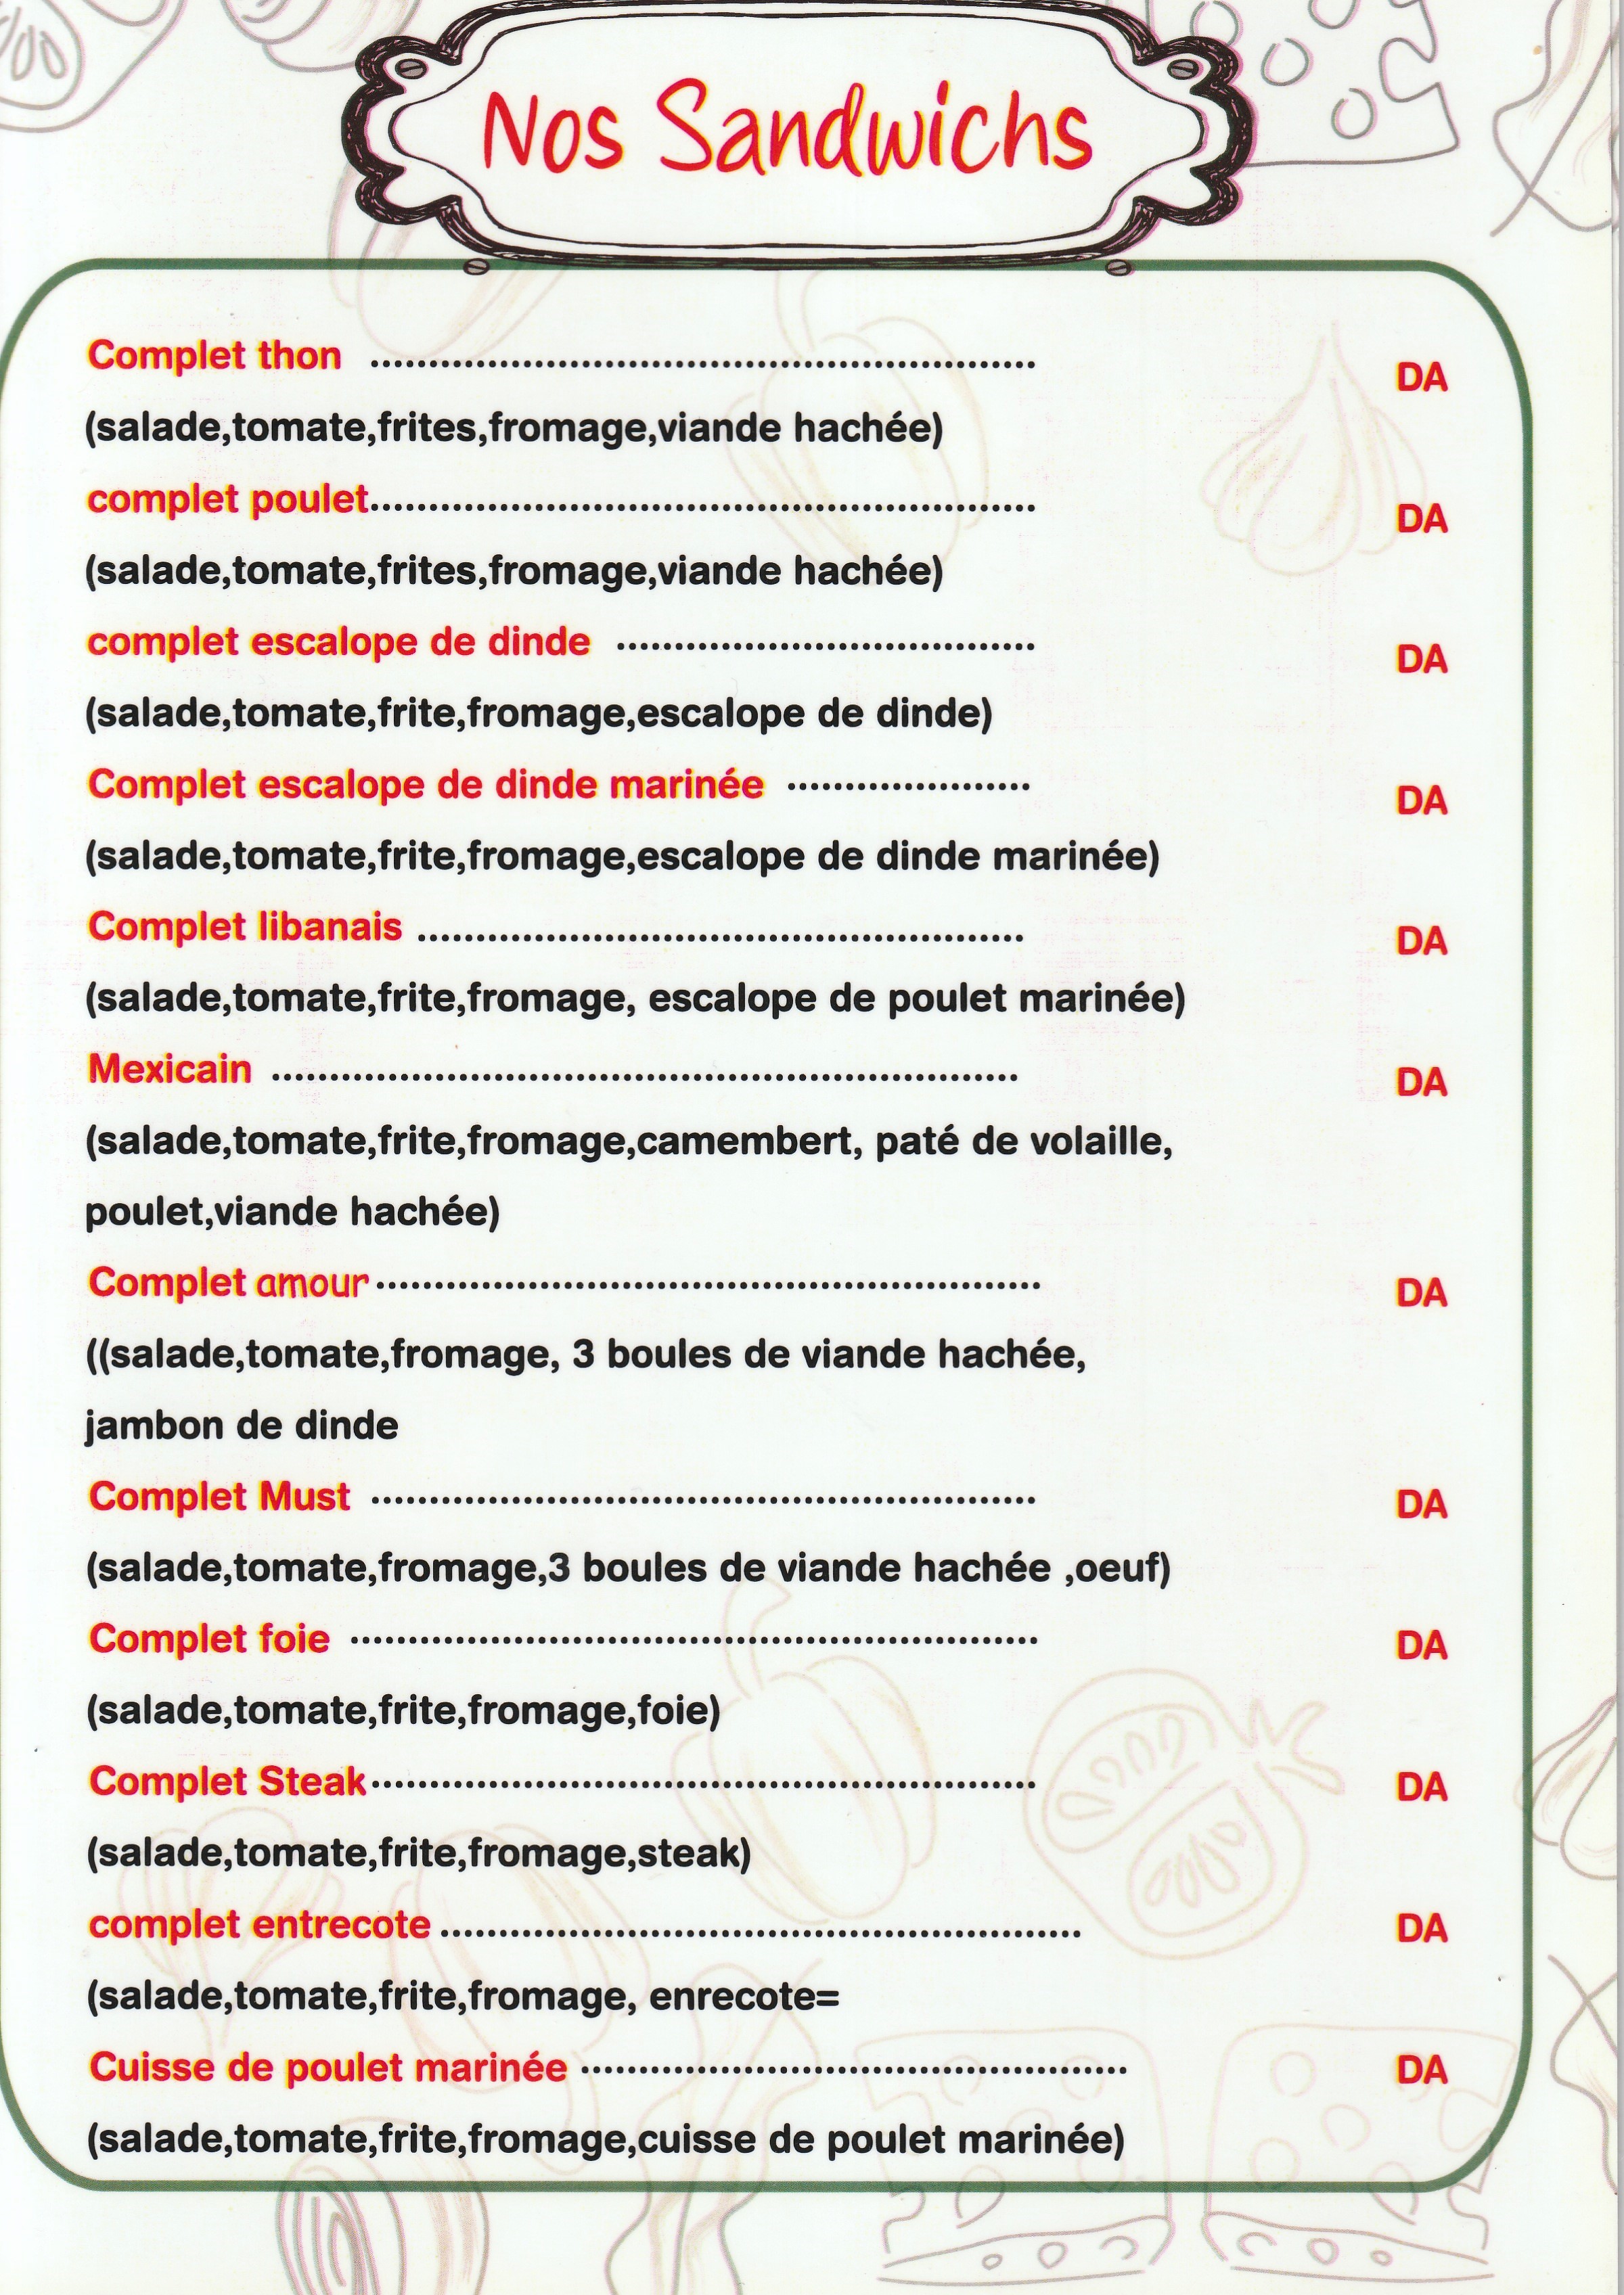 Nos Sandwichs
Complet thon ......................................................... DA
(salade,tomate,frites,fromage,viande hachée)
complet poulet......................................................... DA
(salade,tomate,frites,fromage,viande hachée)
complet escalope de dinde .................................... DA
(salade,tomate,frite,fromage,escalope de dinde)
Complet escalope de dinde marinée ..................... DA
(salade,tomate,frite,fromage,escalope de dinde marinée)
Complet libanais .................................................... DA
(salade,tomate,frite,fromage, escalope de poulet marinée)
Mexicain ................................................................ DA
(salade,tomate,frite,fromage,camembert, paté de volaille,
poulet,viande hachée)
Complet amour......................................................... DA
((salade,tomate,fromage, 3 boules de viande hachée,
jambon de dinde
Complet Must ......................................................... DA
(salade,tomate,fromage,3 boules de viande hachée ,oeuf)
Complet foie ........................................................... DA
(salade,tomate,frite,fromage,foie)
Complet Steak......................................................... DA
(salade,tomate,frite,fromage,steak)
complet entrecote ....................................................... DA
(salade,tomate,frite,fromage, enrecote=
Cuisse de poulet marinée ............................................... DA
(salade,tomate,frite,fromage,cuisse de poulet marinée)